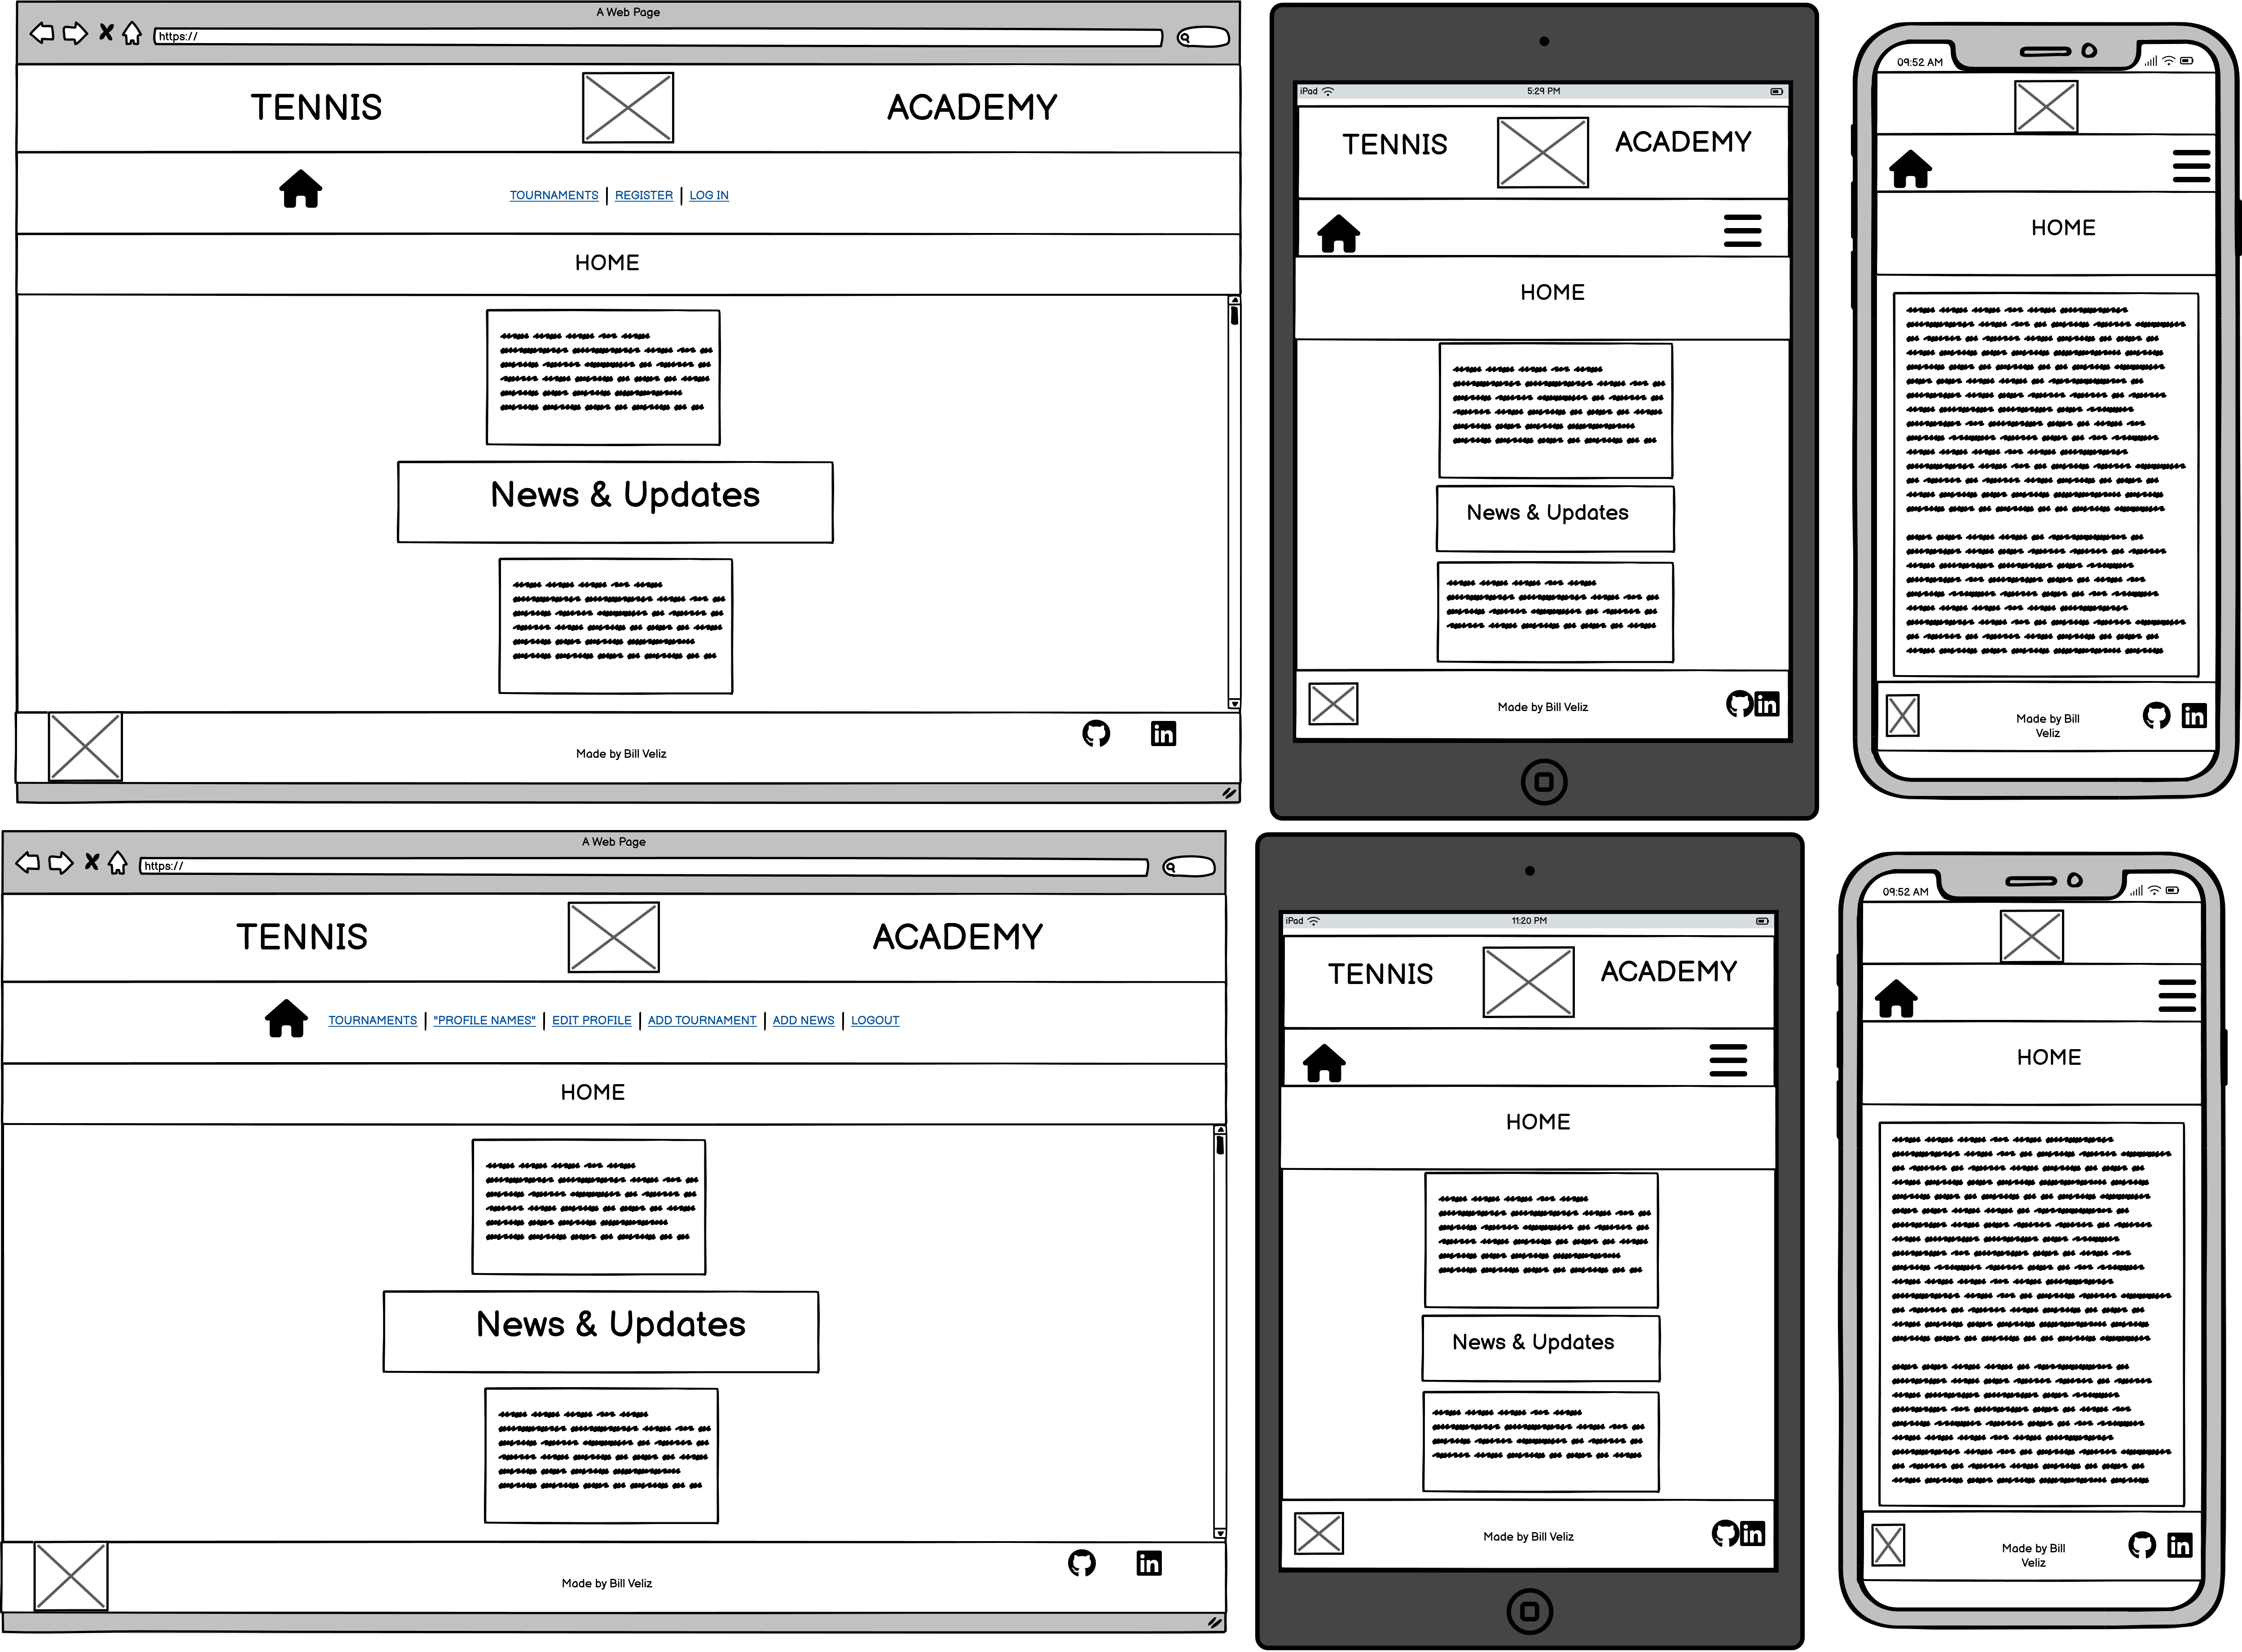 A Web Page
https://
TENNIS
ACADEMY
TOURNAMENTS | REGISTER | LOG IN
HOME
News & Updates
Made by Bill Veliz
iPad
5:29 PM
TENNIS
ACADEMY
HOME
News & Updates
Made by Bill Veliz
09:52 AM
HOME
Made by Bill
Veliz
A Web Page
https://
TENNIS
ACADEMY
TOURNAMENTS | "PROFILE NAMES" | EDIT PROFILE | ADD TOURNAMENT | ADD NEWS | LOGOUT
HOME
News & Updates
Made by Bill Veliz
iPad
11:20 PM
TENNIS
ACADEMY
HOME
News & Updates
Made by Bill Veliz
09:52 AM
HOME
Made by Bill
Veliz